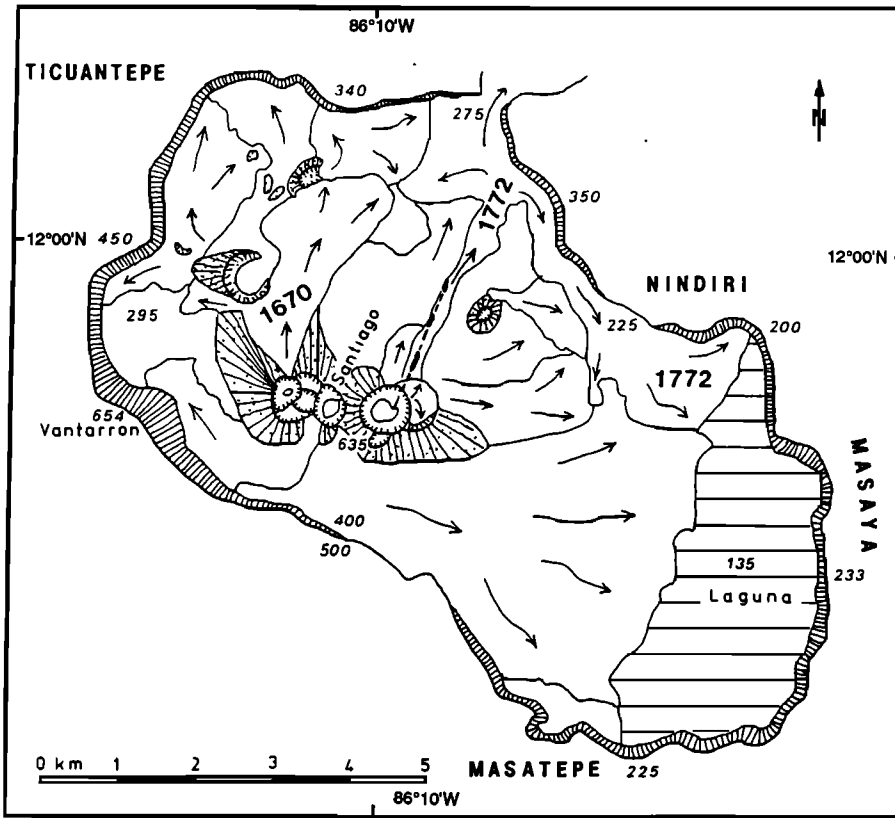 86°10'W
TICUANTEPE
340
275
N
1772
350
12°00'N
450
12°00'N
NINDIRI
295
1670
225
200
Santiago
1772
654
Vantarron
635
MASAYA
400
500
135
233
Laguna
0 km 1 2 3 4 5
MASATEPE
225
86°10'W